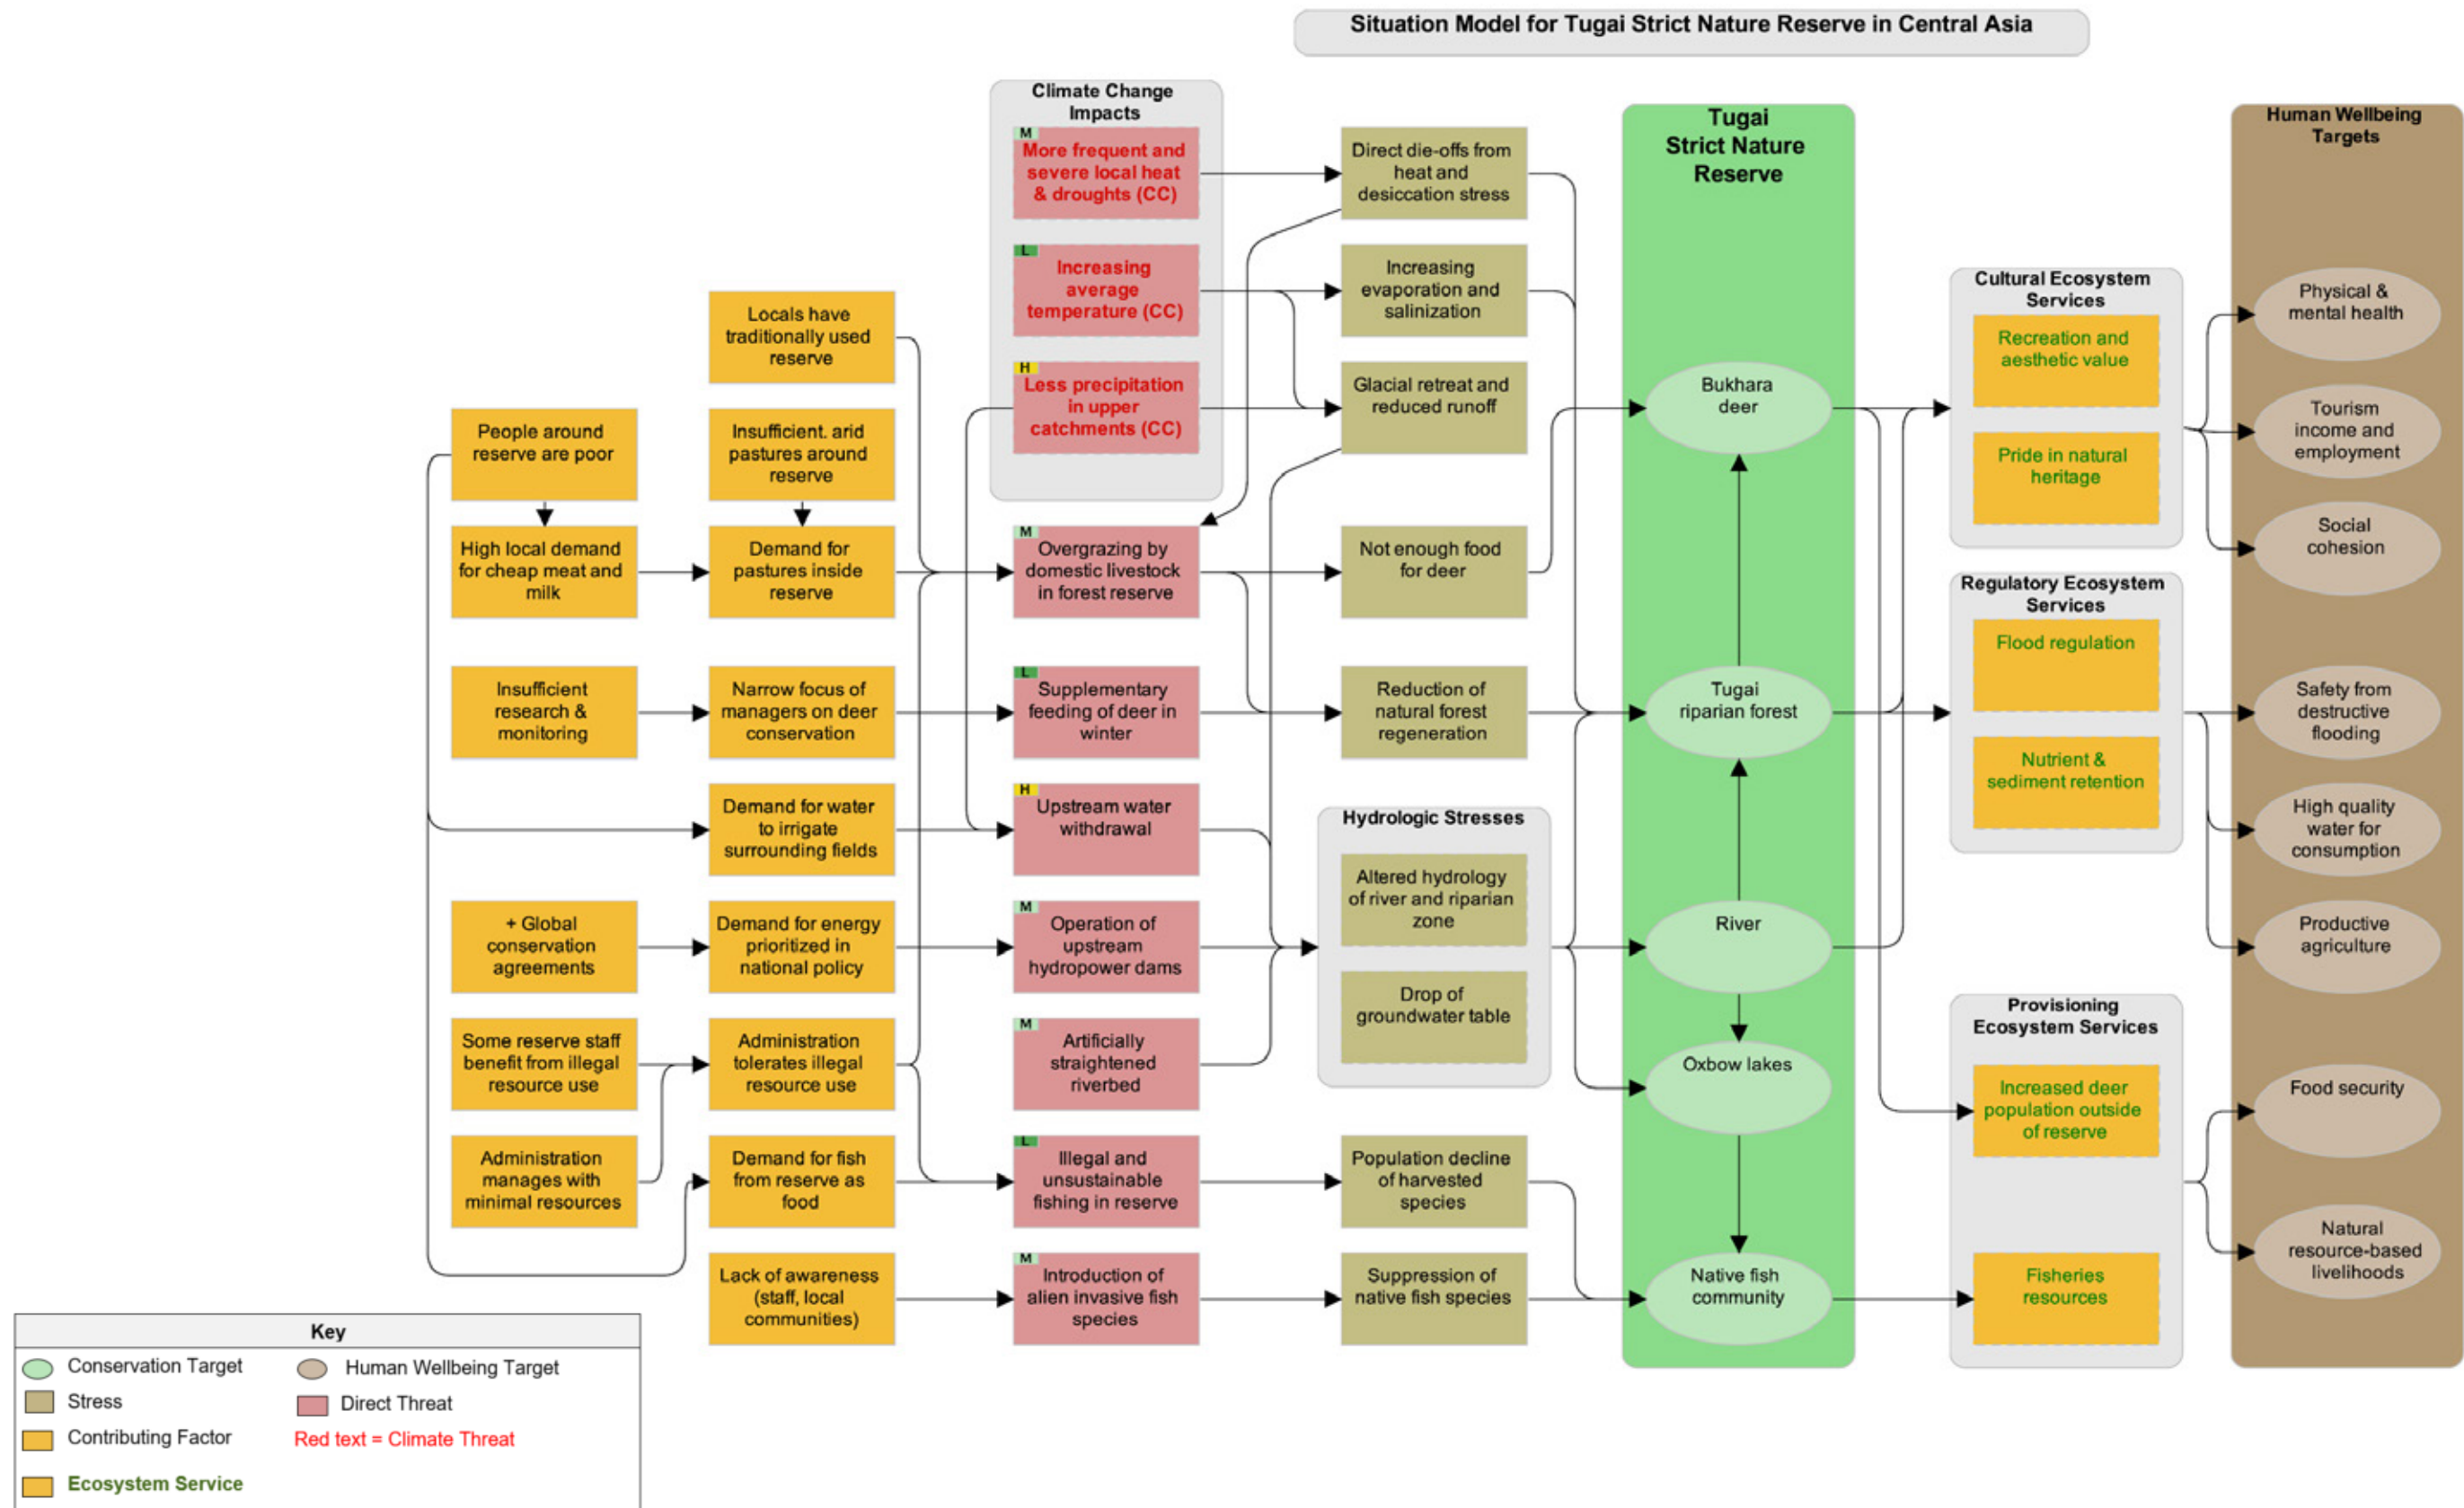 Situation Model for Tugai Strict Nature Reserve in Central Asia
Climate Change
Impacts
M
More frequent and
severe local heat
& droughts (CC)
L
Increasing
average
temperature (CC)
H
Less precipitation
in upper
catchments (CC)
Direct die-offs from
heat and
desiccation stress
Increasing
evaporation and
salinization
Glacial retreat and
reduced runoff
Locals have
traditionally used
reserve
People around
reserve are poor
Insufficient. arid
pastures around
reserve
High local demand
for cheap meat and
milk
Demand for
pastures inside
reserve
M
Overgrazing by
domestic livestock
in forest reserve
Not enough food
for deer
Insufficient
research &
monitoring
Narrow focus of
managers on deer
conservation
L
Supplementary
feeding of deer in
winter
Reduction of
natural forest
regeneration
Demand for water
to irrigate
surrounding fields
H
Upstream water
withdrawal
+ Global
conservation
agreements
Demand for energy
prioritized in
national policy
M
Operation of
upstream
hydropower dams
Hydrologic Stresses
Altered hydrology
of river and riparian
zone
Drop of
groundwater table
Some reserve staff
benefit from illegal
resource use
Administration
tolerates illegal
resource use
M
Artificially
straightened
riverbed
Administration
manages with
minimal resources
Demand for fish
from reserve as
food
L
Illegal and
unsustainable
fishing in reserve
Population decline
of harvested
species
Lack of awareness
(staff, local
communities)
M
Introduction of
alien invasive fish
species
Suppression of
native fish species
Tugai
Strict Nature
Reserve
Bukhara
deer
Tugai
riparian forest
River
Oxbow lakes
Native fish
community
Cultural Ecosystem
Services
Recreation and
aesthetic value
Pride in natural
heritage
Regulatory Ecosystem
Services
Flood regulation
Nutrient &
sediment retention
Provisioning
Ecosystem Services
Increased deer
population outside
of reserve
Fisheries
resources
Human Wellbeing
Targets
Physical &
mental health
Tourism
income and
employment
Social
cohesion
Safety from
destructive
flooding
High quality
water for
consumption
Productive
agriculture
Food security
Natural
resource-based
livelihoods
Key
Conservation Target
Human Wellbeing Target
Stress
Direct Threat
Contributing Factor
Red text = Climate Threat
Ecosystem Service